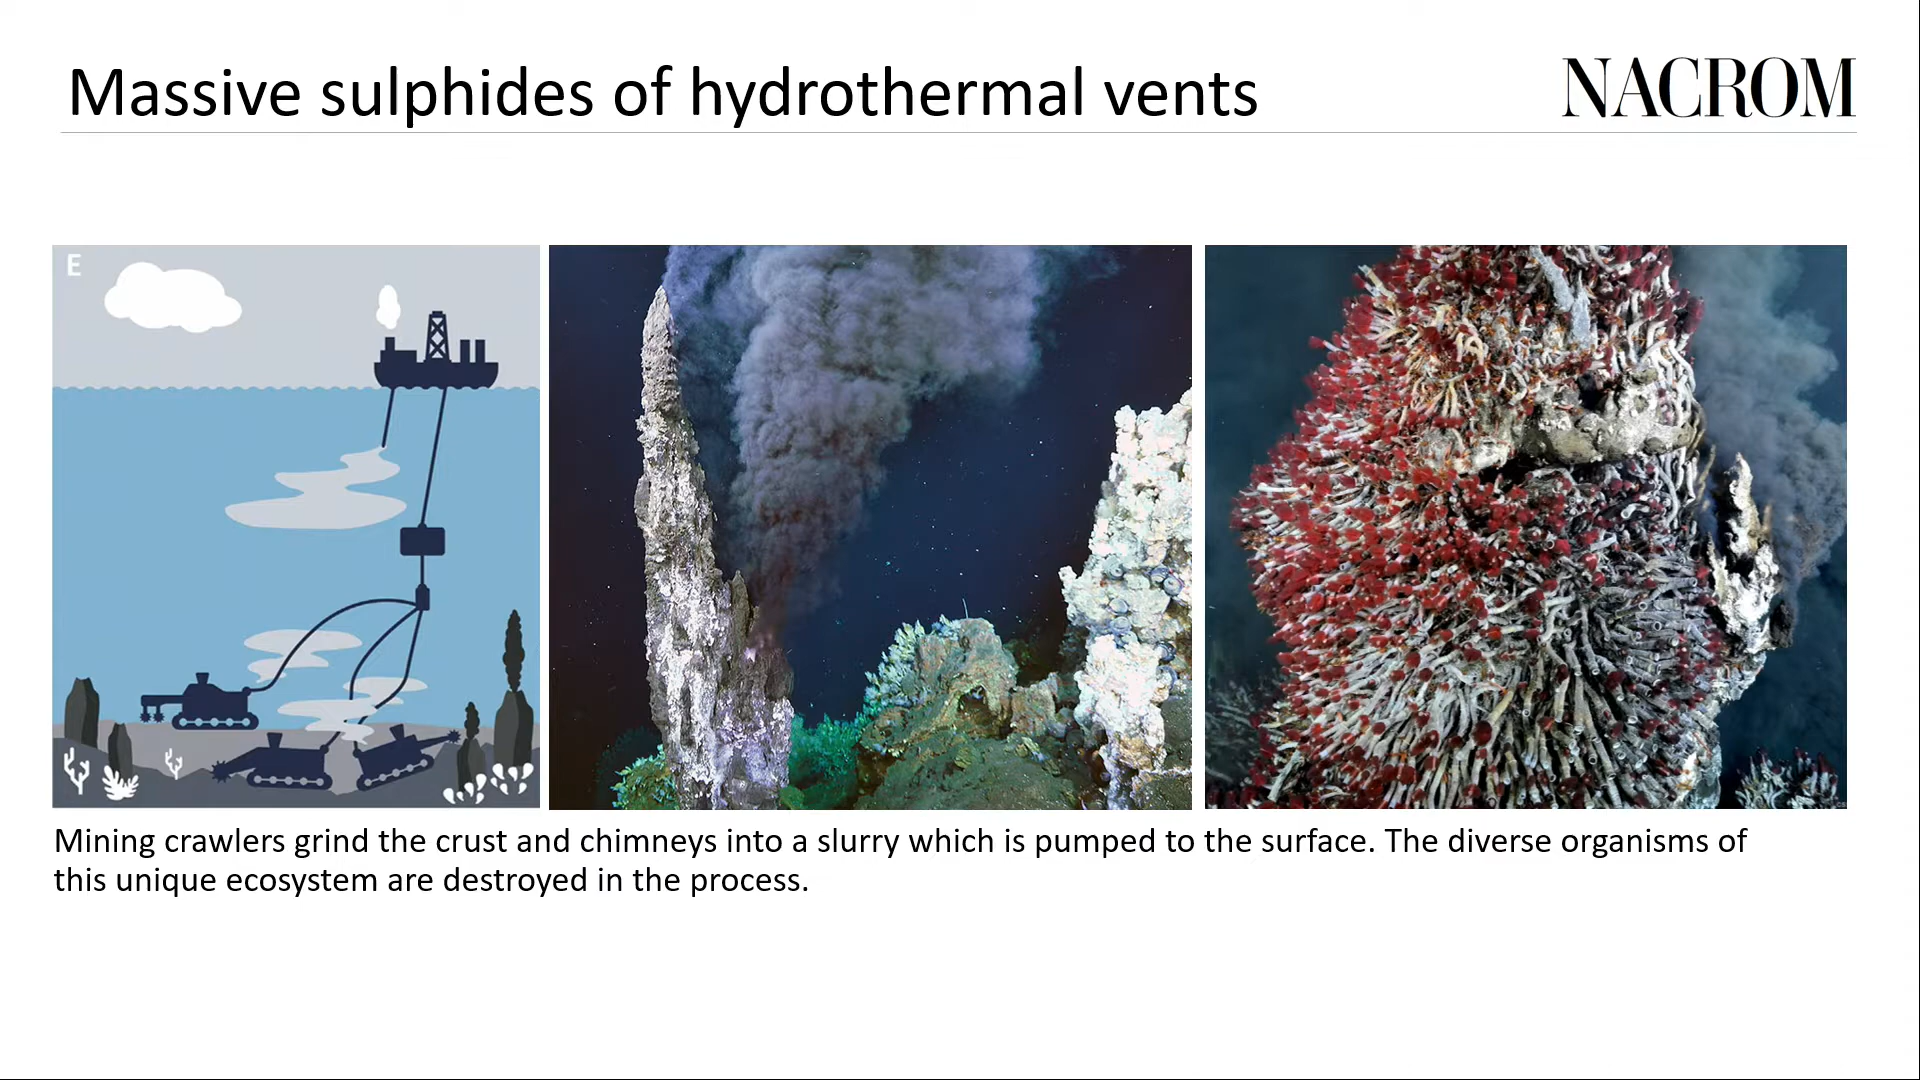 Massive sulphides of hydrothermal vents
NACROM
E
Mining crawlers grind the crust and chimneys into a slurry which is pumped to the surface. The diverse organisms of
this unique ecosystem are destroyed in the process.